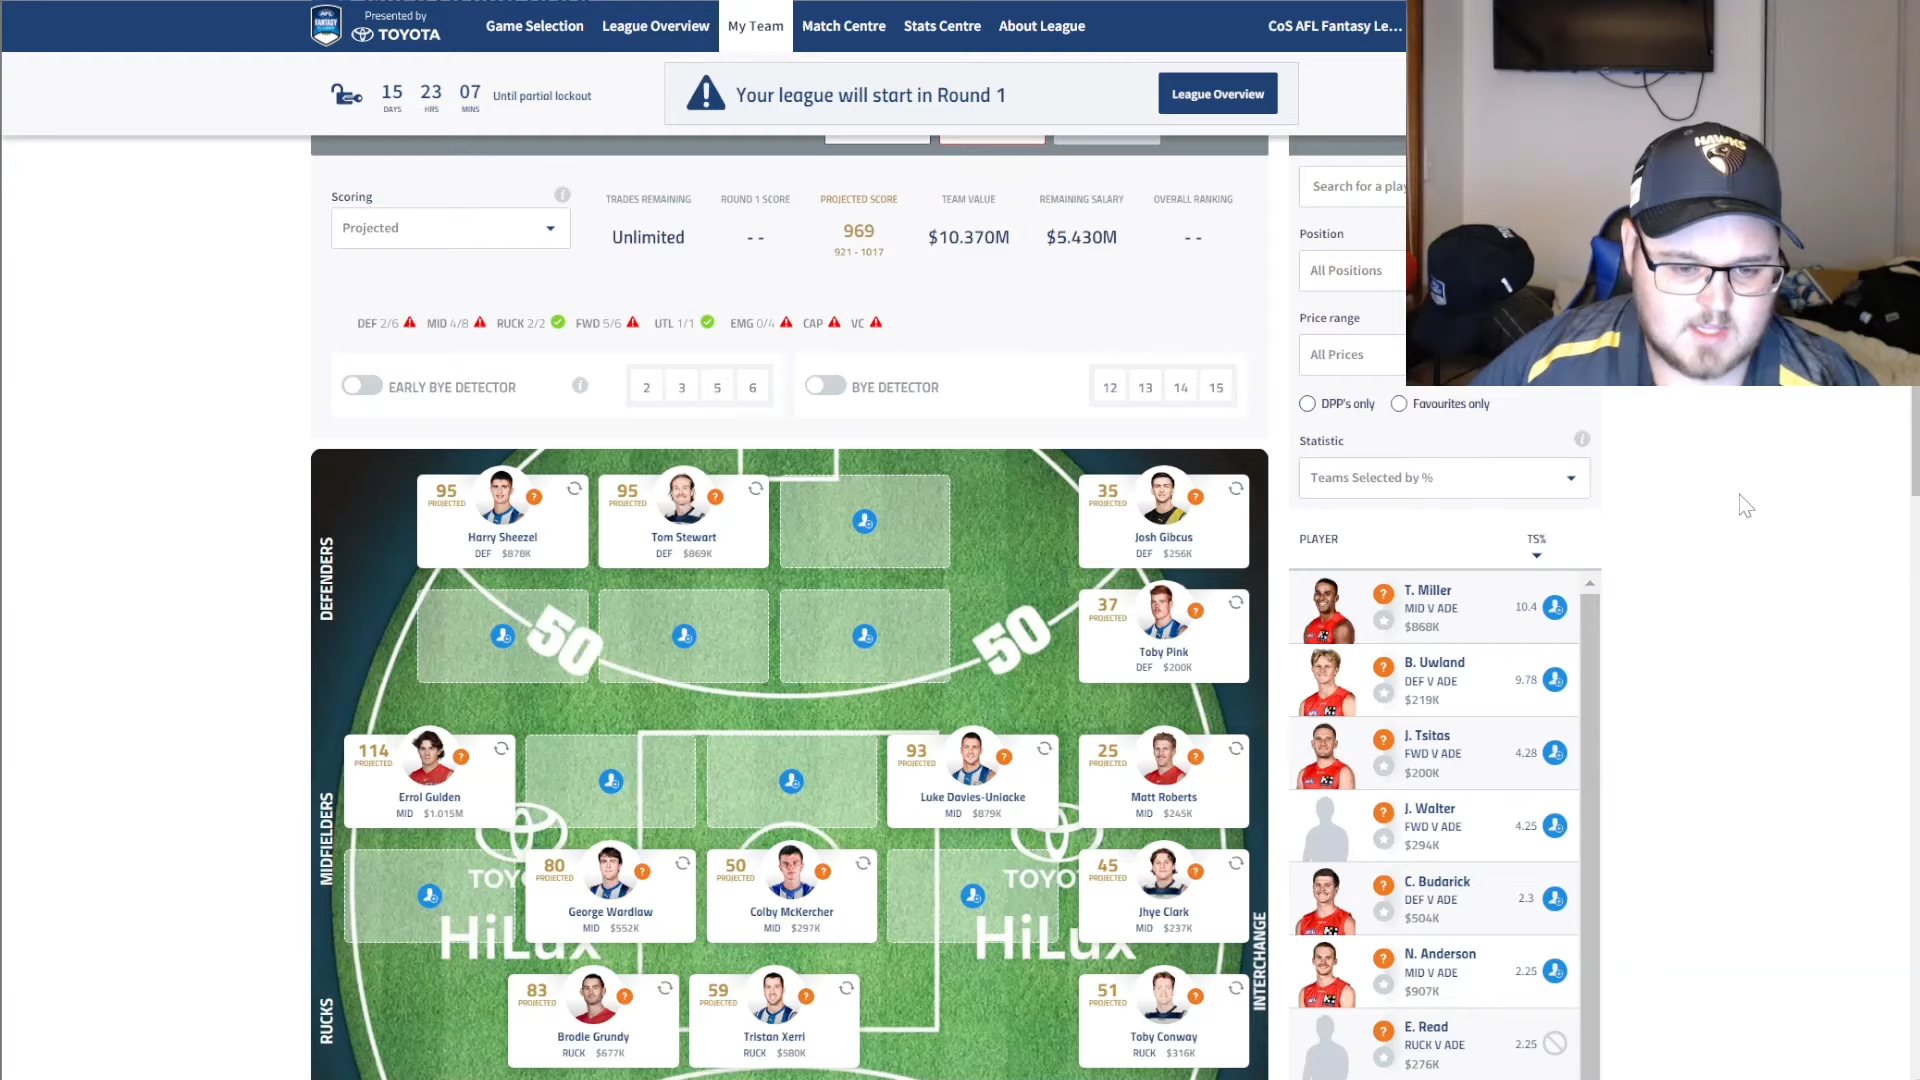 Presented by
TOYOTA
AFL
FANTASY
Game Selection
League Overview
My Team
Match Centre
Stats Centre
About League
CoS AFL Fantasy Le...
15 23 07
DAYS HRS MINS
Until partial lockout
Your league will start in Round 1
League Overview
HAWKS
Scoring
Projected
TRADES REMAINING
Unlimited
ROUND 1 SCORE
- -
PROJECTED SCORE
969
921 - 1017
TEAM VALUE
$10.370M
REMAINING SALARY
$5.430M
OVERALL RANKING
- -
DEF 2/6 MID 4/8 RUCK 2/2 FWD 5/6 UTL 1/1 EMG 0/4 CAP VC
EARLY BYE DETECTOR
2 3 5 6
BYE DETECTOR
12 13 14 15
Search for a play
Position
All Positions
Price range
All Prices
DPP's only
Favourites only
Statistic
Teams Selected by %
DEFENDERS
95
PROJECTED
Harry Sheezel
DEF $878K
95
PROJECTED
Tom Stewart
DEF $869K
35
PROJECTED
Josh Gibcus
DEF $256K
50
50
37
PROJECTED
Toby Pink
DEF $200K
MIDFIELDERS
114
PROJECTED
Errol Gulden
MID $1.015M
93
PROJECTED
Luke Davies-Uniacke
MID $879K
25
PROJECTED
Matt Roberts
MID $245K
TOYO
HiLux
80
PROJECTED
George Wardlaw
MID $552K
50
PROJECTED
Colby McKercher
MID $297K
TOYO
HiLux
45
PROJECTED
Jhye Clark
MID $237K
RUCKS
83
PROJECTED
Brodie Grundy
RUCK $677K
59
PROJECTED
Tristan Xerri
RUCK $580K
51
PROJECTED
Toby Conway
RUCK $316K
INTERCHANGE
PLAYER TS%
T. Miller
MID V ADE
$868K
10.4
B. Uwland
DEF V ADE
$219K
9.78
J. Tsitas
FWD V ADE
$200K
4.28
J. Walter
FWD V ADE
$294K
4.25
C. Budarick
DEF V ADE
$504K
2.3
N. Anderson
MID V ADE
$907K
2.25
E. Read
RUCK V ADE
$276K
2.25